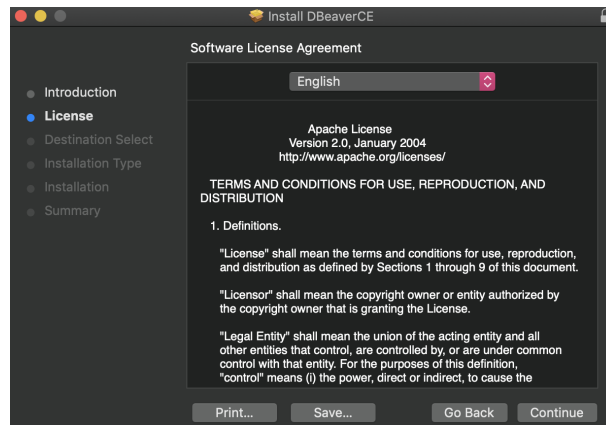 Install DBeaverCE
Software License Agreement
Introduction
License
Destination Select
Installation Type
Installation
Summary
English
Apache License
Version 2.0, January 2004
http://www.apache.org/licenses/
TERMS AND CONDITIONS FOR USE, REPRODUCTION, AND
DISTRIBUTION
1. Definitions.
"License" shall mean the terms and conditions for use, reproduction,
and distribution as defined by Sections 1 through 9 of this document.
"Licensor" shall mean the copyright owner or entity authorized by
the copyright owner that is granting the License.
"Legal Entity" shall mean the union of the acting entity and all
other entities that control, are controlled by, or are under common
control with that entity. For the purposes of this definition,
"control" means (i) the power, direct or indirect, to cause the
Print... Save... Go Back Continue